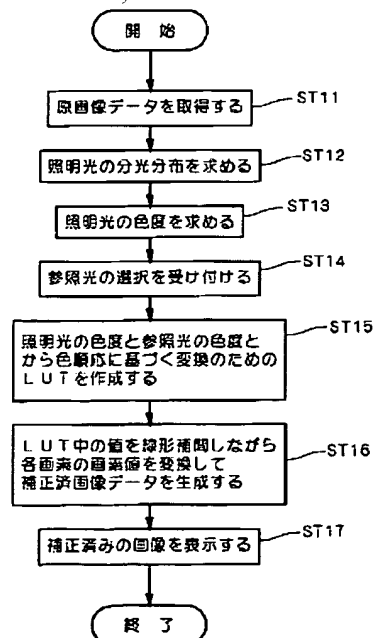 開 始
原画像データを取得する
ST11
照明光の分光分布を求める
ST12
照明光の色度を求める
ST13
参照光の選択を受け付ける
ST14
照明光の色度と参照光の色度と
から色順応に基づく変換のための
LUTを作成する
ST15
LUT中の値を線形補間しながら
各画素の画素値を変換して
補正済画像データを生成する
ST16
補正済みの画像を表示する
ST17
終 了